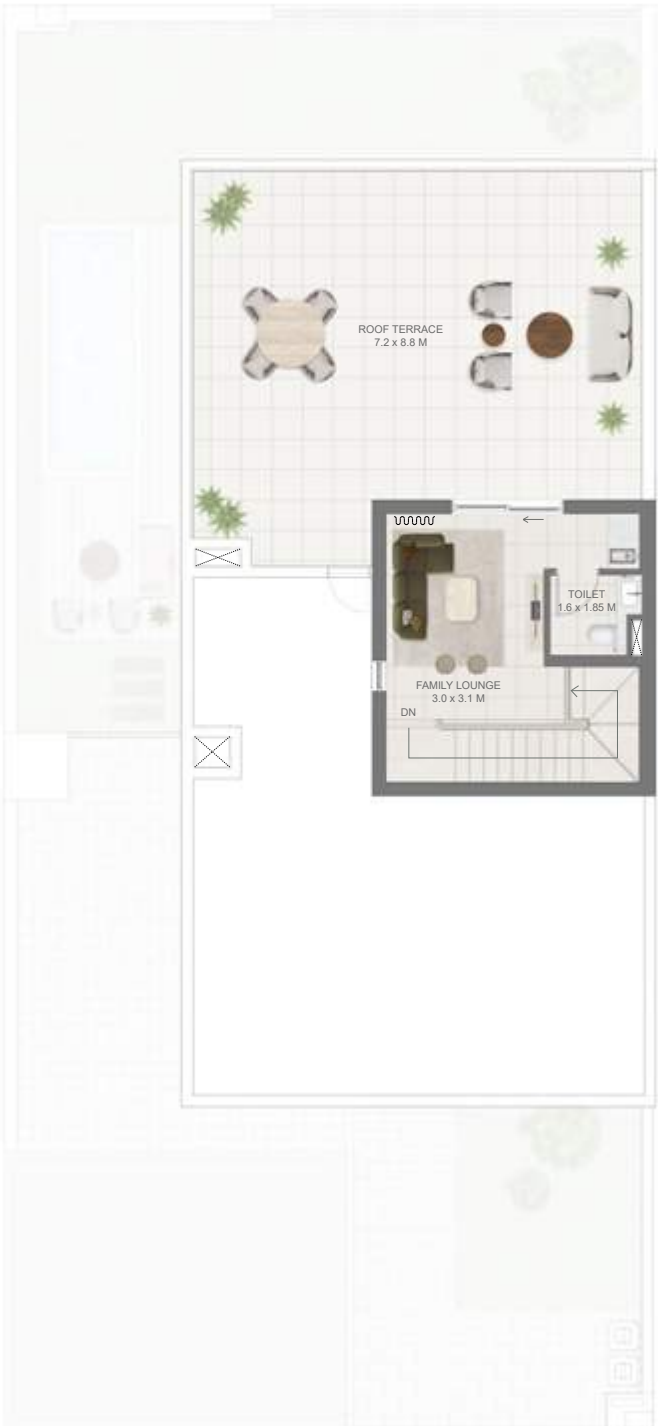 ROOF TERRACE
7.2 x 8.8 M
TOILET
1.6 x 1.85 M
FAMILY LOUNGE
3.0 x 3.1 M
DN